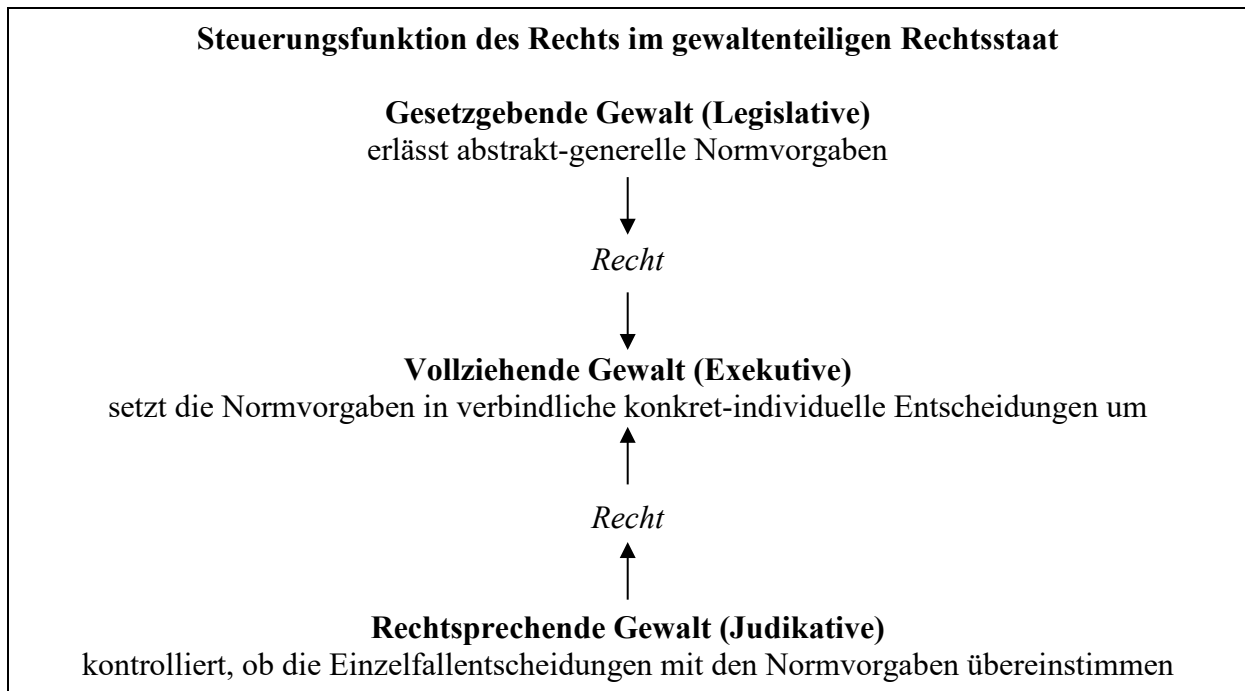 Steuerungsfunktion des Rechts im gewaltenteiligen Rechtsstaat
Gesetzgebende Gewalt (Legislative)
erlässt abstrakt-generelle Normvorgaben
Recht
Vollziehende Gewalt (Exekutive)
setzt die Normvorgaben in verbindliche konkret-individuelle Entscheidungen um
Recht
Rechtsprechende Gewalt (Judikative)
kontrolliert, ob die Einzelfallentscheidungen mit den Normvorgaben übereinstimmen